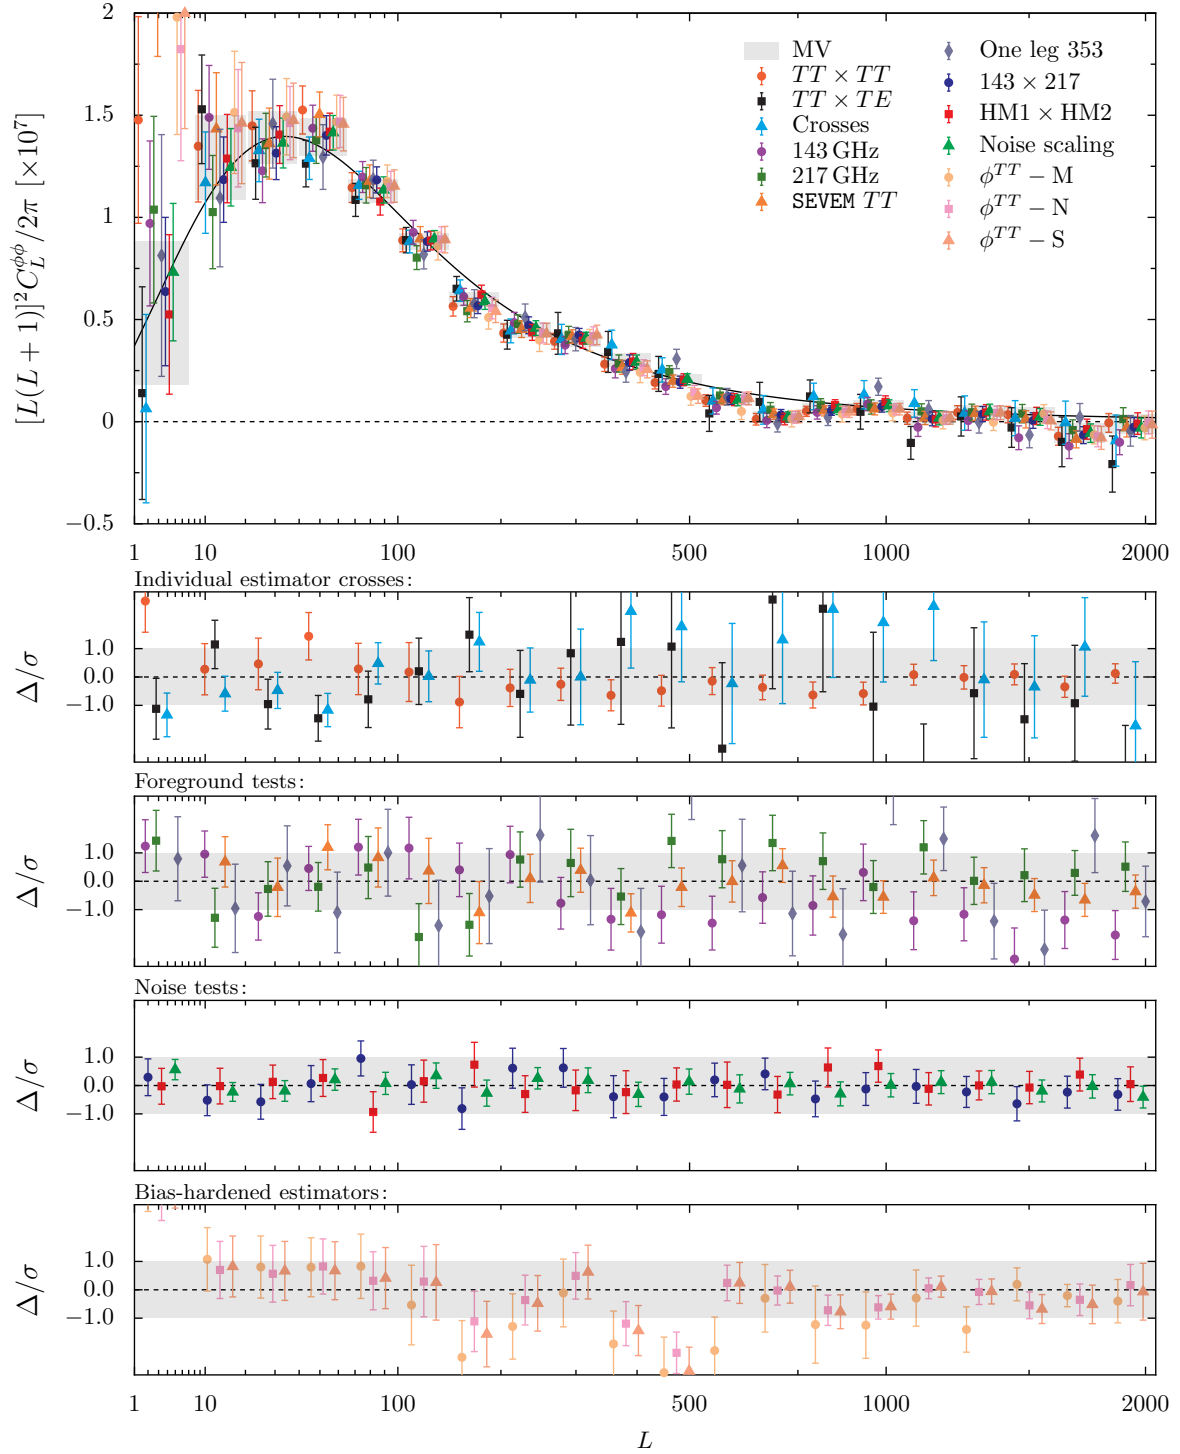 [L(L + 1)]²C_L^{ϕϕ}/2π [×10⁷]
2
1.5
1
0.5
0
−0.5
MV
TT × TT
TT × TE
Crosses
143 GHz
217 GHz
SEVEM TT
One leg 353
143 × 217
HM1 × HM2
Noise scaling
ϕ^{TT} − M
ϕ^{TT} − N
ϕ^{TT} − S
1 10 100 500 1000 2000
Individual estimator crosses:
Δ/σ
1.0
0.0
−1.0
Foreground tests:
Δ/σ
1.0
0.0
−1.0
Noise tests:
Δ/σ
1.0
0.0
−1.0
Bias-hardened estimators:
Δ/σ
1.0
0.0
−1.0
1 10 100 500 1000 2000
L